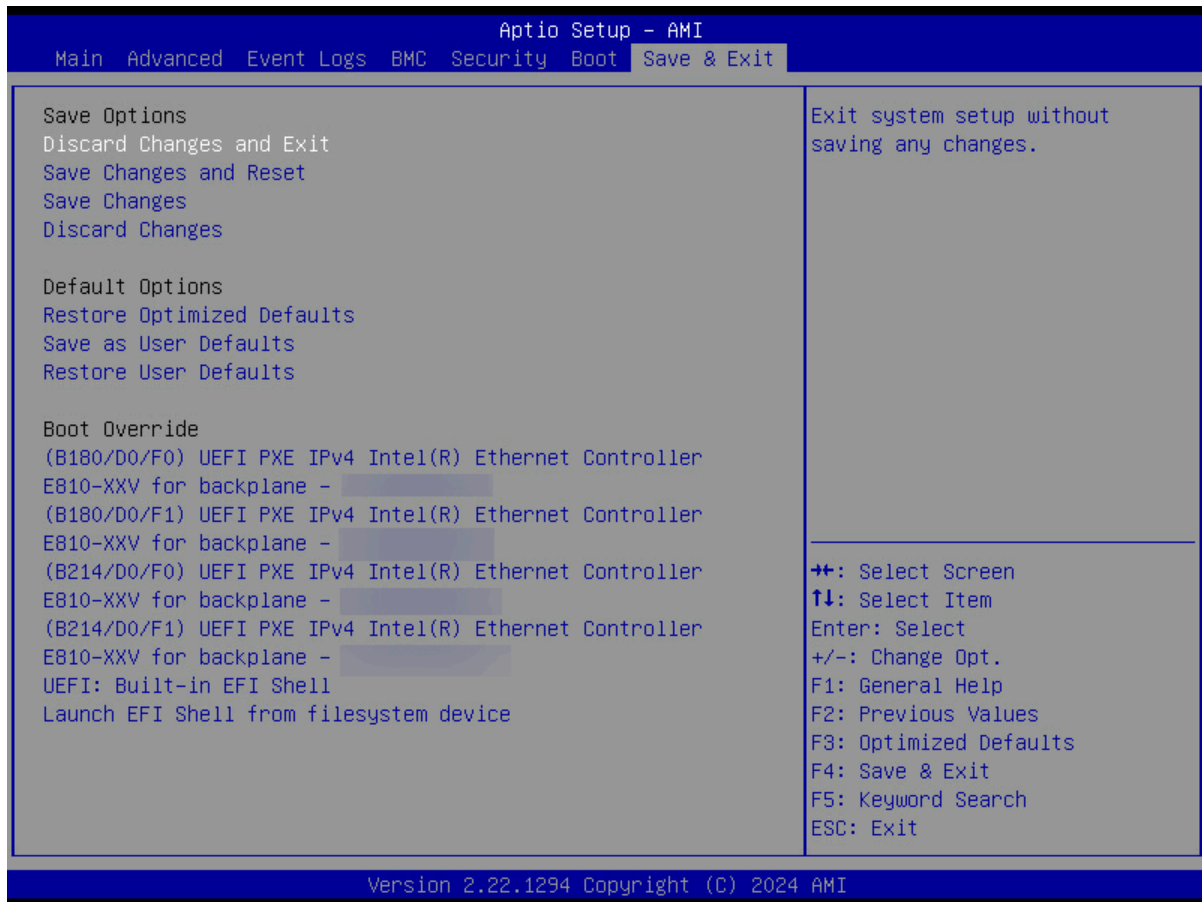 Aptio Setup – AMI
Main Advanced Event Logs BMC Security Boot Save & Exit
Save Options
Discard Changes and Exit
Save Changes and Reset
Save Changes
Discard Changes
Default Options
Restore Optimized Defaults
Save as User Defaults
Restore User Defaults
Boot Override
(B180/D0/F0) UEFI PXE IPv4 Intel(R) Ethernet Controller
E810-XXV for backplane –
(B180/D0/F1) UEFI PXE IPv4 Intel(R) Ethernet Controller
E810-XXV for backplane –
(B214/D0/F0) UEFI PXE IPv4 Intel(R) Ethernet Controller
E810-XXV for backplane –
(B214/D0/F1) UEFI PXE IPv4 Intel(R) Ethernet Controller
E810-XXV for backplane –
UEFI: Built-in EFI Shell
Launch EFI Shell from filesystem device
Exit system setup without
saving any changes.
→←: Select Screen
↑↓: Select Item
Enter: Select
+/-: Change Opt.
F1: General Help
F2: Previous Values
F3: Optimized Defaults
F4: Save & Exit
F5: Keyword Search
ESC: Exit
Version 2.22.1294 Copyright (C) 2024 AMI